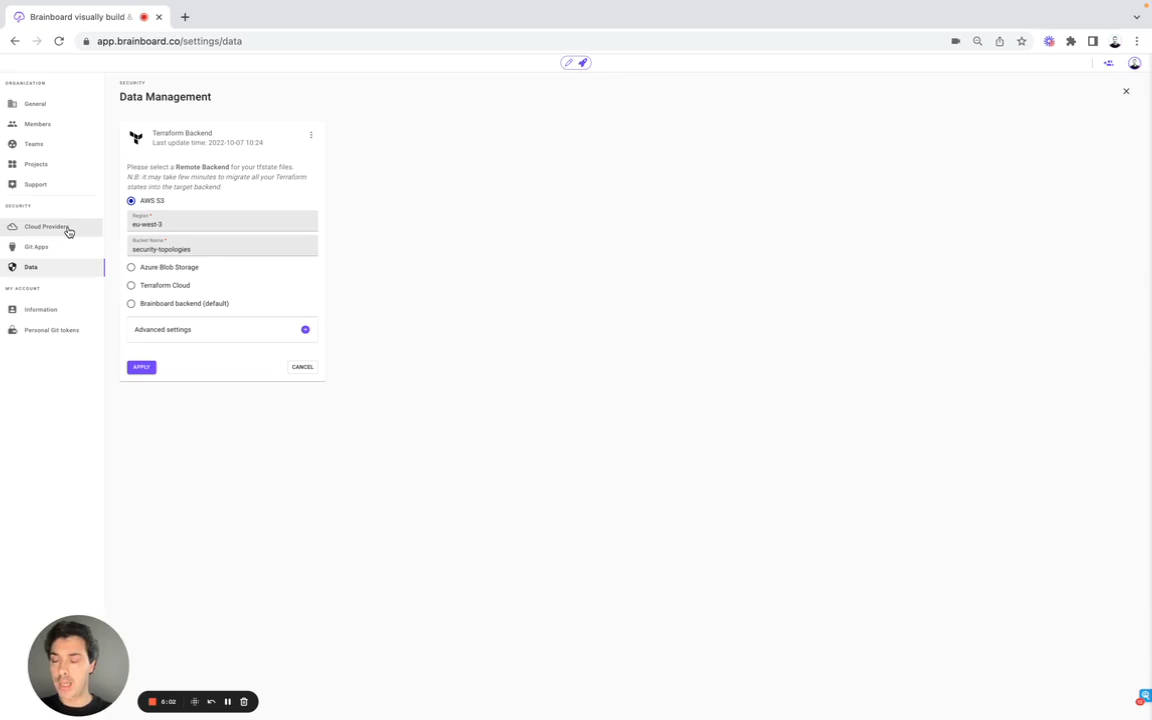 Brainboard visually build &
app.brainboard.co/settings/data
ORGANIZATION
General
Members
Teams
Projects
Support
SECURITY
Cloud Providers
Git Apps
Data
MY ACCOUNT
Information
Personal Git tokens
SECURITY
Data Management
Terraform Backend
Last update time: 2022-10-07 10:24
Please select a Remote Backend for your tfstate files.
N.B: it may take few minutes to migrate all your Terraform
states into the target backend.
AWS S3
Region *
eu-west-3
Bucket Name *
security-topologies
Azure Blob Storage
Terraform Cloud
Brainboard backend (default)
Advanced settings
APPLY
CANCEL
6:02